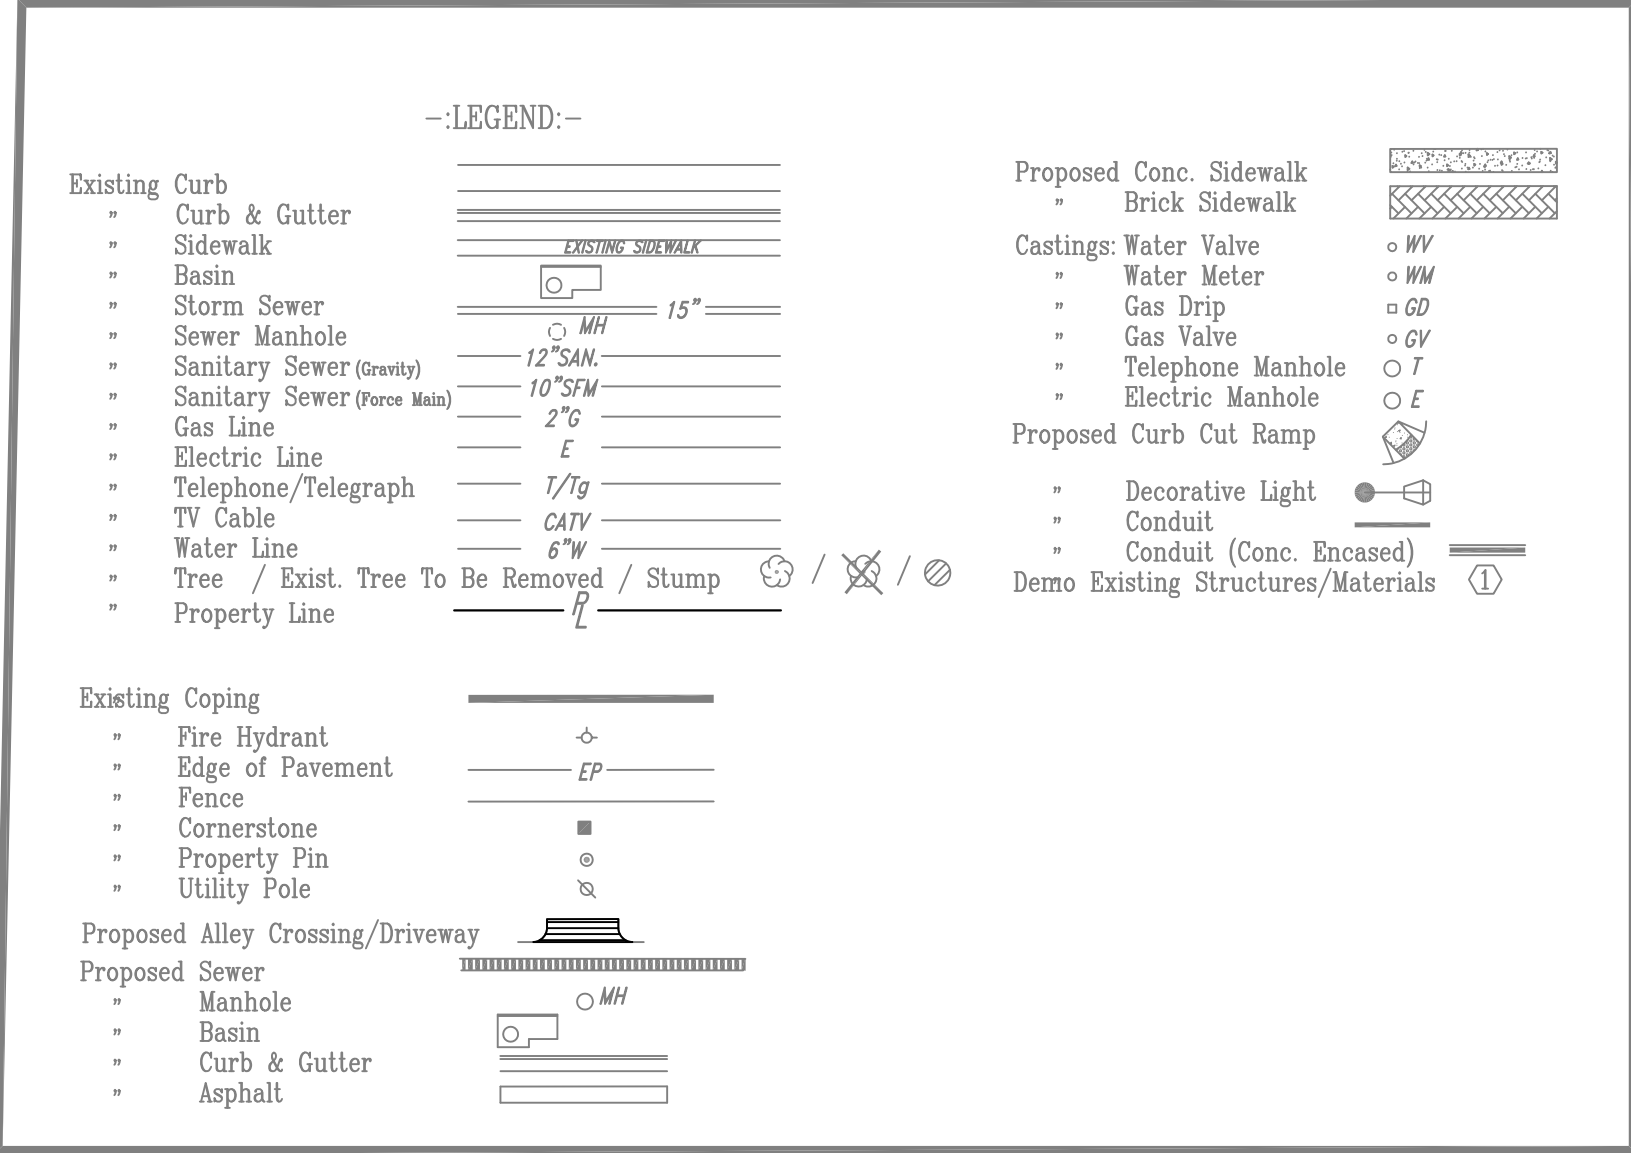 -:LEGEND:-
Existing Curb
" Curb & Gutter
" Sidewalk EXISTING SIDEWALK
" Basin
" Storm Sewer 15"
" Sewer Manhole MH
" Sanitary Sewer (Gravity) 12"SAN.
" Sanitary Sewer (Force Main) 10"SFM
" Gas Line 2"G
" Electric Line E
" Telephone/Telegraph T/Tg
" TV Cable CATV
" Water Line 6"W
" Tree / Exist. Tree To Be Removed / Stump / /
" Property Line PL
Existing Coping
"
" Fire Hydrant
" Edge of Pavement EP
" Fence
" Cornerstone
" Property Pin
" Utility Pole
Proposed Alley Crossing/Driveway
Proposed Sewer
" Manhole MH
" Basin
" Curb & Gutter
" Asphalt
Proposed Conc. Sidewalk
" Brick Sidewalk
Castings: Water Valve WV
" Water Meter WM
" Gas Drip GD
" Gas Valve GV
" Telephone Manhole T
" Electric Manhole E
Proposed Curb Cut Ramp
" Decorative Light
" Conduit
" Conduit (Conc. Encased)
"
Demo Existing Structures/Materials 1